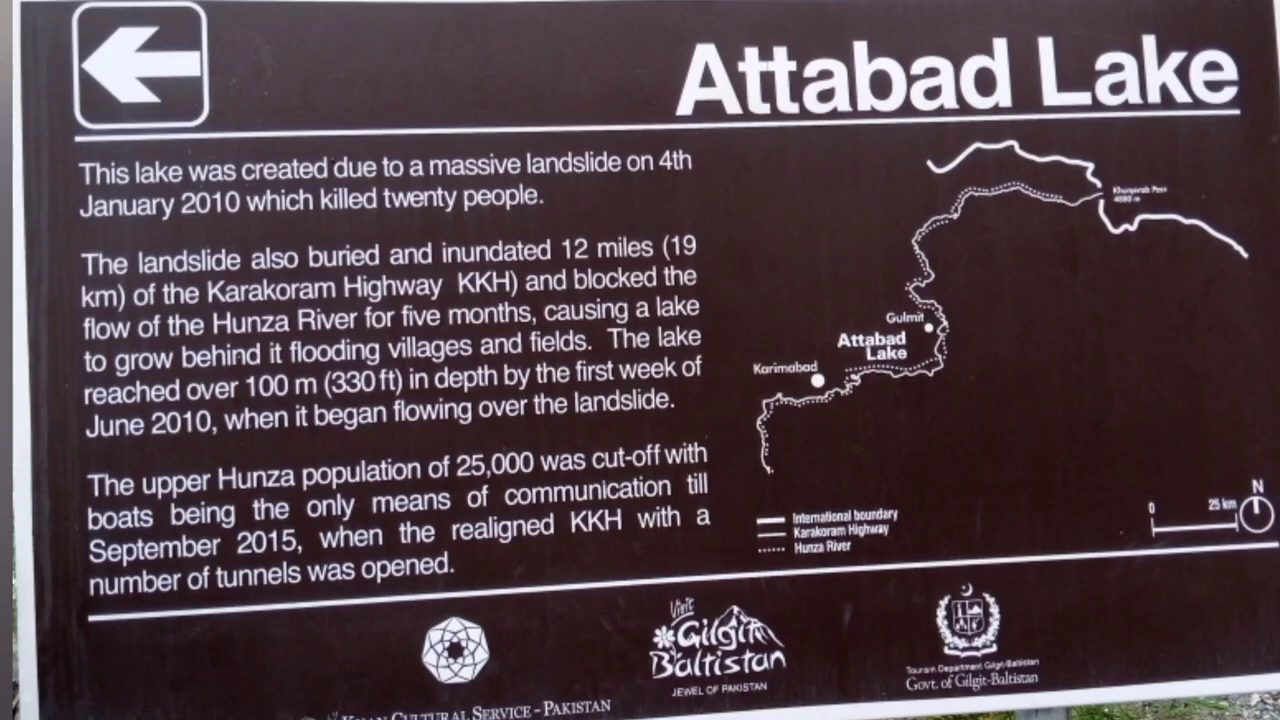 Attabad Lake
This lake was created due to a massive landslide on 4th
January 2010 which killed twenty people.
The landslide also buried and inundated 12 miles (19
km) of the Karakoram Highway KKH) and blocked the
flow of the Hunza River for five months, causing a lake
to grow behind it flooding villages and fields. The lake
reached over 100 m (330 ft) in depth by the first week of
June 2010, when it began flowing over the landslide.
The upper Hunza population of 25,000 was cut-off with
boats being the only means of communication till
September 2015, when the realigned KKH with a
number of tunnels was opened.
Khunjerab Pass
4880 m
Gulmit
Attabad
Lake
Karimabad
International boundary
Karakoram Highway
Hunza River
0 25 km
N
Visit
Gilgit
Baltistan
JEWEL OF PAKISTAN
Tourism Department Gilgit-Baltistan
Govt. of Gilgit-Baltistan
CULTURAL SERVICE - PAKISTAN